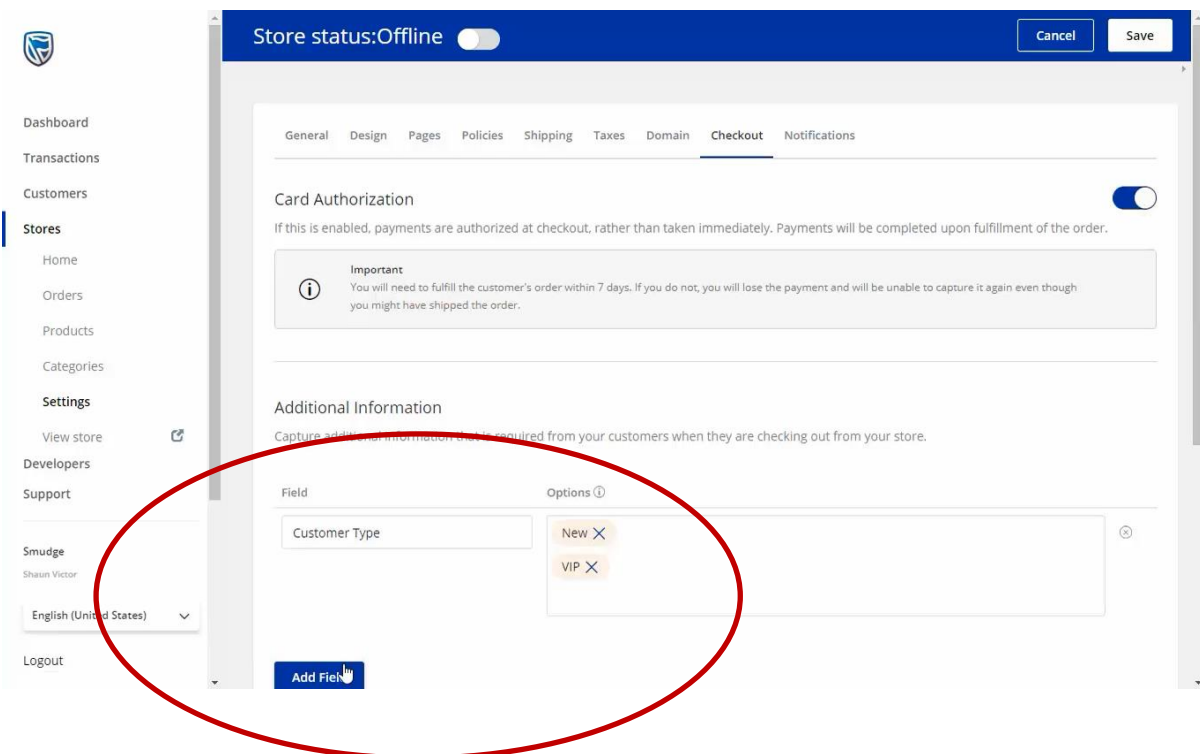 Store status:Offline
Cancel
Save
Dashboard
Transactions
Customers
Stores
Home
Orders
Products
Categories
Settings
View store
Developers
Support
Smudge
Shaun Victor
English (United States)
Logout
General Design Pages Policies Shipping Taxes Domain Checkout Notifications
Card Authorization
If this is enabled, payments are authorized at checkout, rather than taken immediately. Payments will be completed upon fulfillment of the order.
Important
You will need to fulfill the customer's order within 7 days. If you do not, you will lose the payment and will be unable to capture it again even though
you might have shipped the order.
Additional Information
Capture additional information that is required from your customers when they are checking out from your store.
Field
Options
Customer Type
New
VIP
Add Field